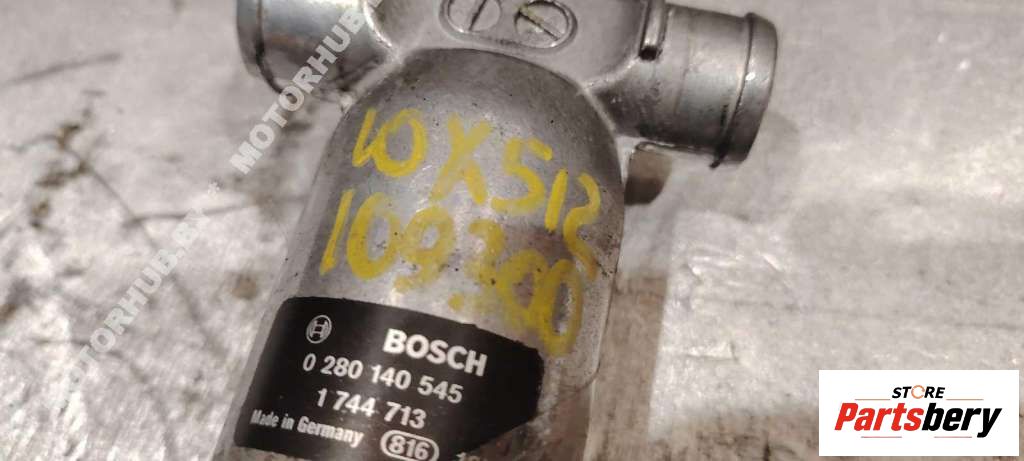 MOTORHUB.BY * MOTORHUB.BY
10X512
109200
BOSCH
0 280 140 545
1 744 713
Made in Germany 816
STORE
Partsbery